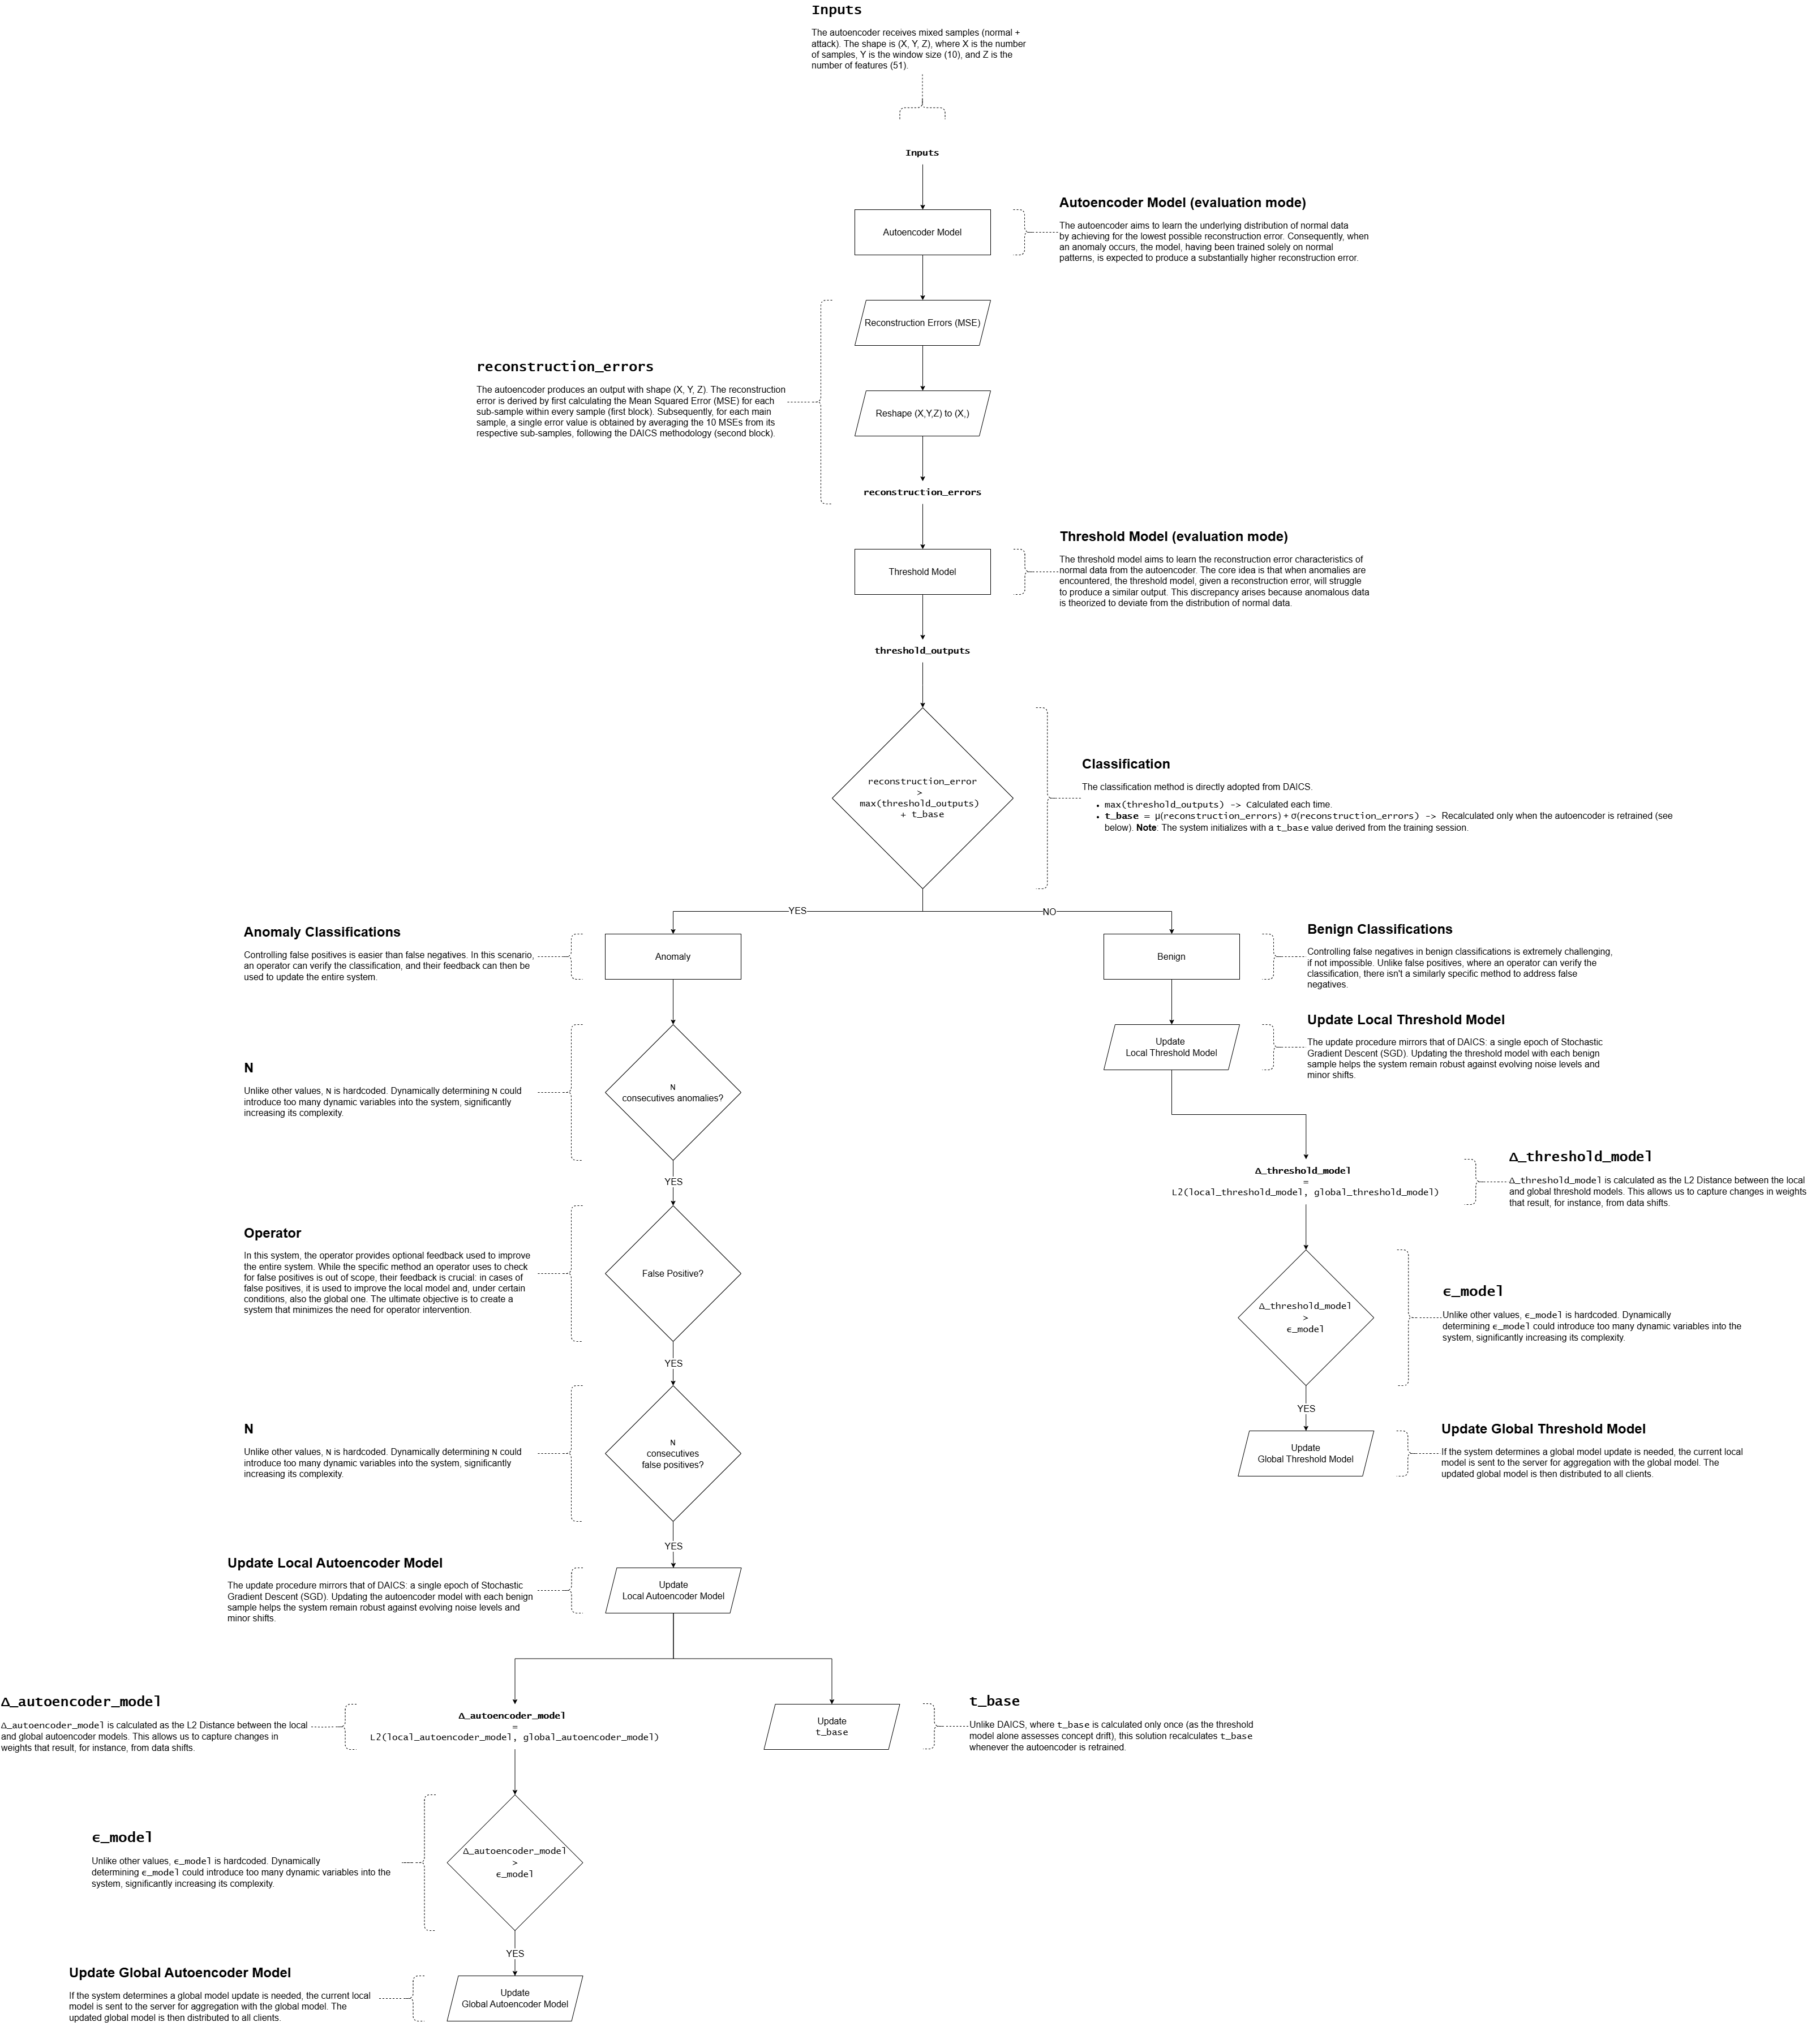 Inputs
The autoencoder receives mixed samples (normal +
attack). The shape is (X, Y, Z), where X is the number
of samples, Y is the window size (10), and Z is the
number of features (51).
Inputs
Autoencoder Model
Autoencoder Model (evaluation mode)
The autoencoder aims to learn the underlying distribution of normal data
by achieving for the lowest possible reconstruction error. Consequently, when
an anomaly occurs, the model, having been trained solely on normal
patterns, is expected to produce a substantially higher reconstruction error.
Reconstruction Errors (MSE)
reconstruction_errors
The autoencoder produces an output with shape (X, Y, Z). The reconstruction
error is derived by first calculating the Mean Squared Error (MSE) for each
sub-sample within every sample (first block). Subsequently, for each main
sample, a single error value is obtained by averaging the 10 MSEs from its
respective sub-samples, following the DAICS methodology (second block).
Reshape (X,Y,Z) to (X,)
reconstruction_errors
Threshold Model
Threshold Model (evaluation mode)
The threshold model aims to learn the reconstruction error characteristics of
normal data from the autoencoder. The core idea is that when anomalies are
encountered, the threshold model, given a reconstruction error, will struggle
to produce a similar output. This discrepancy arises because anomalous data
is theorized to deviate from the distribution of normal data.
threshold_outputs
reconstruction_error
>
max(threshold_outputs)
+ t_base
Classification
The classification method is directly adopted from DAICS.
• max(threshold_outputs) -> Calculated each time.
• t_base = μ(reconstruction_errors) + σ(reconstruction_errors) -> Recalculated only when the autoencoder is retrained (see
below). Note: The system initializes with a t_base value derived from the training session.
YES
NO
Anomaly Classifications
Controlling false positives is easier than false negatives. In this scenario,
an operator can verify the classification, and their feedback can then be
used to update the entire system.
Anomaly
Benign
Benign Classifications
Controlling false negatives in benign classifications is extremely challenging,
if not impossible. Unlike false positives, where an operator can verify the
classification, there isn't a similarly specific method to address false
negatives.
N
Unlike other values, N is hardcoded. Dynamically determining N could
introduce too many dynamic variables into the system, significantly
increasing its complexity.
N
consecutives anomalies?
YES
Update
Local Threshold Model
Update Local Threshold Model
The update procedure mirrors that of DAICS: a single epoch of Stochastic
Gradient Descent (SGD). Updating the threshold model with each benign
sample helps the system remain robust against evolving noise levels and
minor shifts.
Δ_threshold_model
=
L2(local_threshold_model, global_threshold_model)
Δ_threshold_model
Δ_threshold_model is calculated as the L2 Distance between the local
and global threshold models. This allows us to capture changes in weights
that result, for instance, from data shifts.
Operator
In this system, the operator provides optional feedback used to improve
the entire system. While the specific method an operator uses to check
for false positives is out of scope, their feedback is crucial: in cases of
false positives, it is used to improve the local model and, under certain
conditions, also the global one. The ultimate objective is to create a
system that minimizes the need for operator intervention.
False Positive?
YES
Δ_threshold_model
>
ϵ_model
ϵ_model
Unlike other values, ϵ_model is hardcoded. Dynamically
determining ϵ_model could introduce too many dynamic variables into the
system, significantly increasing its complexity.
YES
N
Unlike other values, N is hardcoded. Dynamically determining N could
introduce too many dynamic variables into the system, significantly
increasing its complexity.
N
consecutives
false positives?
YES
Update
Global Threshold Model
Update Global Threshold Model
If the system determines a global model update is needed, the current local
model is sent to the server for aggregation with the global model. The
updated global model is then distributed to all clients.
Update Local Autoencoder Model
The update procedure mirrors that of DAICS: a single epoch of Stochastic
Gradient Descent (SGD). Updating the autoencoder model with each benign
sample helps the system remain robust against evolving noise levels and
minor shifts.
Update
Local Autoencoder Model
Δ_autoencoder_model
Δ_autoencoder_model is calculated as the L2 Distance between the local
and global autoencoder models. This allows us to capture changes in
weights that result, for instance, from data shifts.
Δ_autoencoder_model
=
L2(local_autoencoder_model, global_autoencoder_model)
Update
t_base
t_base
Unlike DAICS, where t_base is calculated only once (as the threshold
model alone assesses concept drift), this solution recalculates t_base
whenever the autoencoder is retrained.
ϵ_model
Unlike other values, ϵ_model is hardcoded. Dynamically
determining ϵ_model could introduce too many dynamic variables into the
system, significantly increasing its complexity.
Δ_autoencoder_model
>
ϵ_model
YES
Update Global Autoencoder Model
If the system determines a global model update is needed, the current local
model is sent to the server for aggregation with the global model. The
updated global model is then distributed to all clients.
Update
Global Autoencoder Model